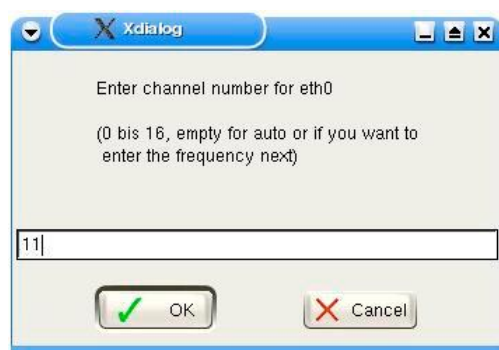 Xdialog
Enter channel number for eth0
(0 bis 16, empty for auto or if you want to
enter the frequency next)
11
OK
Cancel